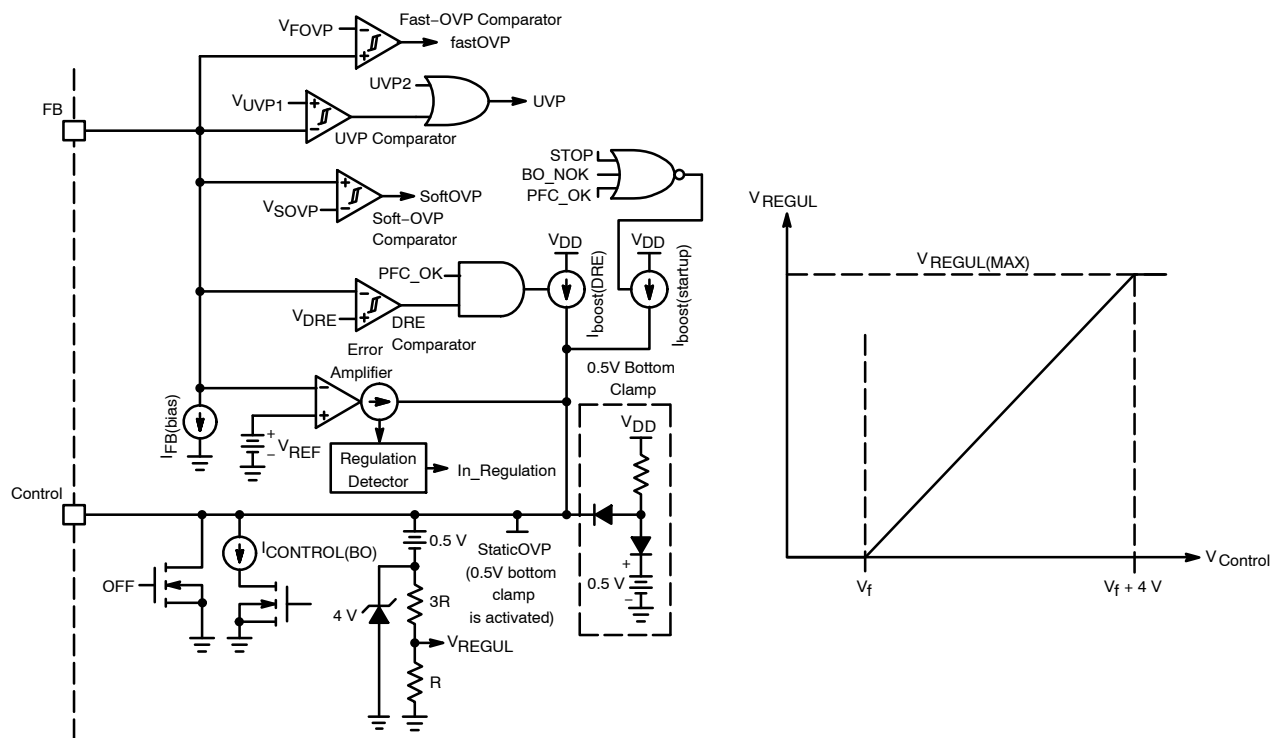 Fast–OVP Comparator
VFOVP
fastOVP
UVP2
FB
VUVP1
UVP
UVP Comparator
STOP
BO_NOK
PFC_OK
SoftOVP
VSOVP
Soft–OVP
Comparator
VDD
VDD
PFC_OK
Iboost(DRE)
Iboost(startup)
VDRE
DRE
Comparator
Error
Amplifier
0.5V Bottom
Clamp
IFB(bias)
+
–
VREF
VDD
Regulation
Detector
In_Regulation
Control
0.5 V
StaticOVP
(0.5V bottom
clamp
is activated)
ICONTROL(BO)
OFF
+
0.5 V
–
4 V
3R
VREGUL
R
VREGUL
VREGUL(MAX)
VControl
Vf
Vf + 4 V